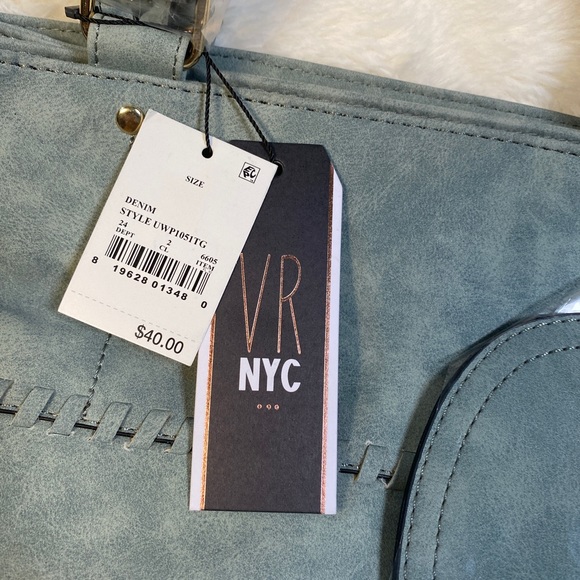 SIZE
DENIM
STYLE UWP1051TG
24 2 6605
DEPT CL ITEM
8 19628 01348 0
$40.00
VR
NYC